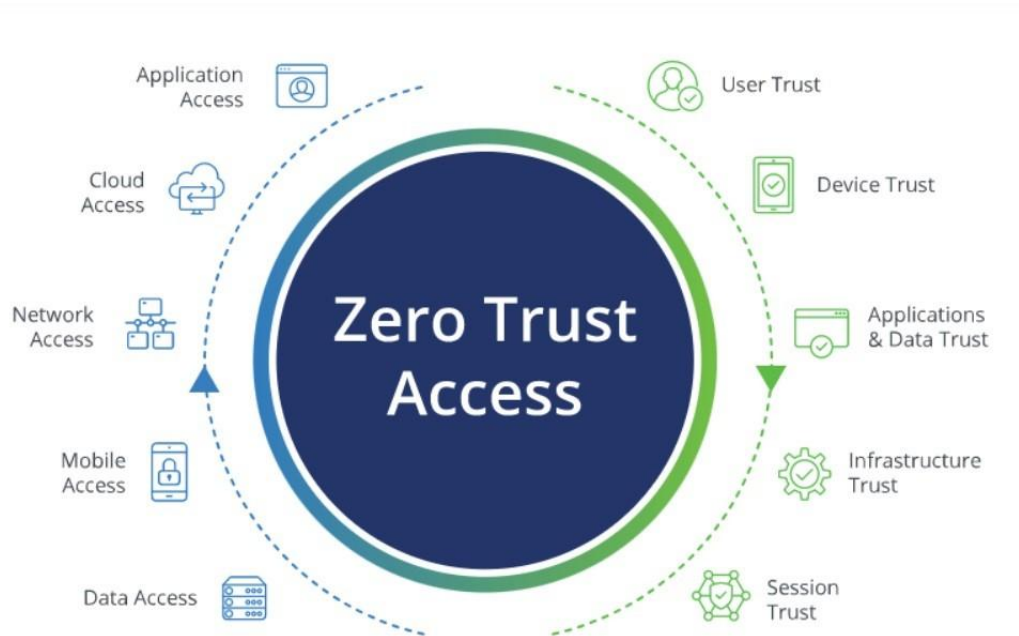 Application
Access
Cloud
Access
Network
Access
Mobile
Access
Data Access
Zero Trust
Access
User Trust
Device Trust
Applications
& Data Trust
Infrastructure
Trust
Session
Trust